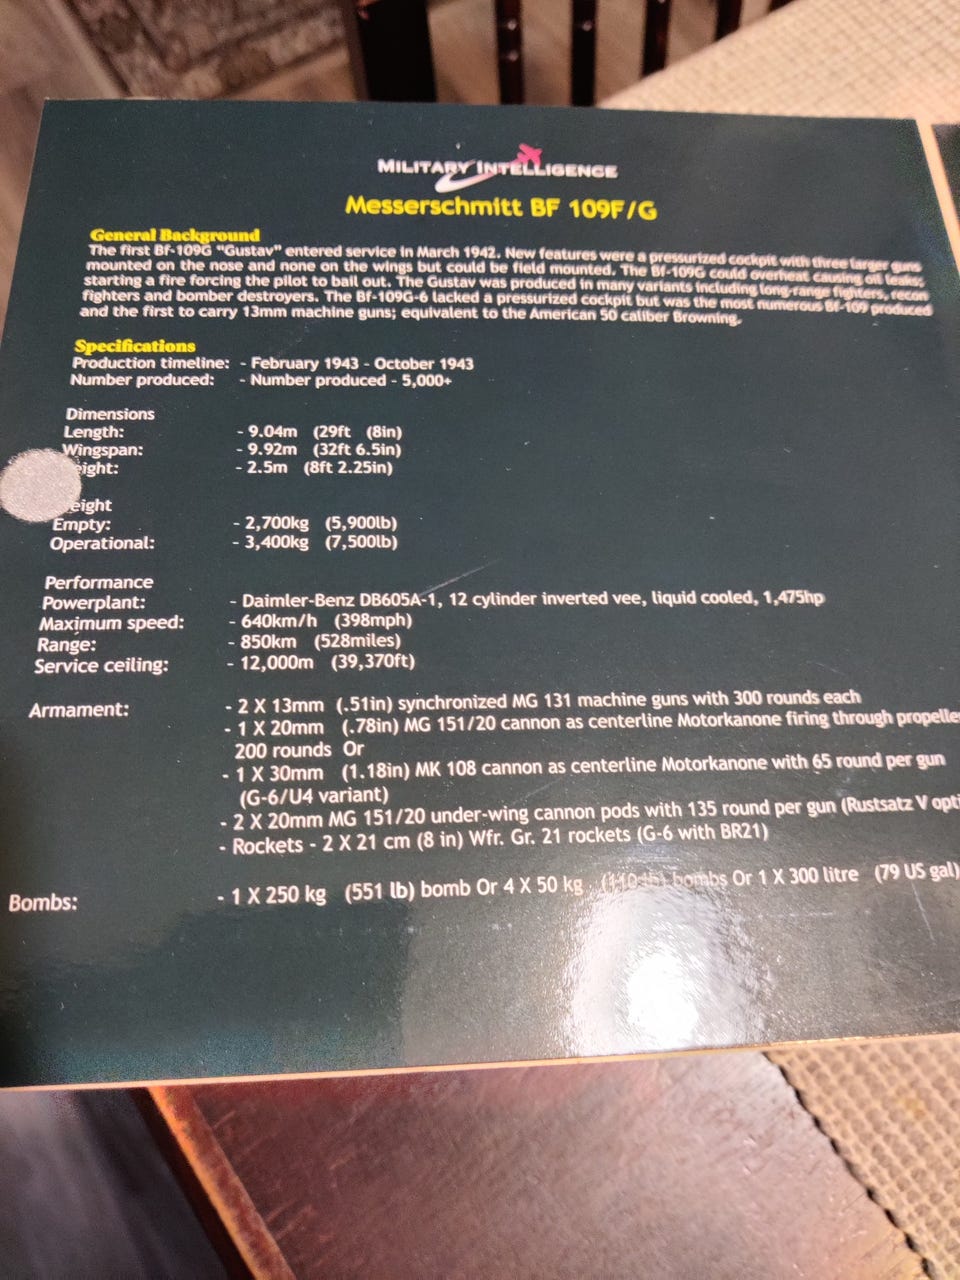 MILITARY INTELLIGENCE
Messerschmitt BF 109F/G
General Background
The first Bf-109G "Gustav" entered service in March 1942. New features were a pressurized cockpit with three larger guns
mounted on the nose and none on the wings but could be field mounted. The Bf-109G could overheat causing oil leaks;
starting a fire forcing the pilot to bail out. The Gustav was produced in many variants including long-range fighters, recon
fighters and bomber destroyers. The Bf-109G-6 lacked a pressurized cockpit but was the most numerous Bf-109 produced
and the first to carry 13mm machine guns; equivalent to the American 50 caliber Browning.
Specifications
Production timeline: - February 1943 - October 1943
Number produced: - Number produced - 5,000+
Dimensions
Length: - 9.04m (29ft (8in)
Wingspan: - 9.92m (32ft 6.5in)
eight: - 2.5m (8ft 2.25in)
eight
Empty: - 2,700kg (5,900lb)
Operational: - 3,400kg (7,500lb)
Performance
Powerplant: - Daimler-Benz DB605A-1, 12 cylinder inverted vee, liquid cooled, 1,475hp
Maximum speed: - 640km/h (398mph)
Range: - 850km (528miles)
Service ceiling: - 12,000m (39,370ft)
Armament: - 2 X 13mm (.51in) synchronized MG 131 machine guns with 300 rounds each
- 1 X 20mm (.78in) MG 151/20 cannon as centerline Motorkanone firing through propelle
200 rounds Or
- 1 X 30mm (1.18in) MK 108 cannon as centerline Motorkanone with 65 round per gun
(G-6/U4 variant)
- 2 X 20mm MG 151/20 under-wing cannon pods with 135 round per gun (Rustsatz V opti
- Rockets - 2 X 21 cm (8 in) Wfr. Gr. 21 rockets (G-6 with BR21)
Bombs: - 1 X 250 kg (551 lb) bomb Or 4 X 50 kg (110 lb) bombs Or 1 X 300 litre (79 US gal)